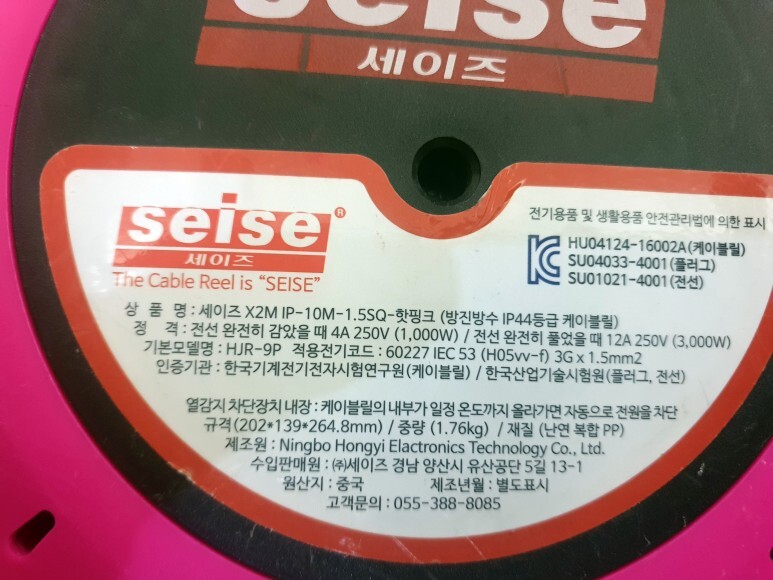 seise
세이즈
seise®
세이즈
The Cable Reel is "SEISE"
전기용품 및 생활용품 안전관리법에 의한 표시
HU04124-16002A(케이블릴)
SU04033-4001(플러그)
SU01021-4001(전선)
상 품 명 : 세이즈 X2M IP-10M-1.5SQ-핫핑크 (방진방수 IP44등급 케이블릴)
정 격 : 전선 완전히 감았을 때 4A 250V (1,000W) / 전선 완전히 풀었을 때 12A 250V (3,000W)
기본모델명 : HJR-9P 적용전기코드 : 60227 IEC 53 (H05vv-f) 3G x 1.5mm2
인증기관 : 한국기계전기전자시험연구원(케이블릴) / 한국산업기술시험원(플러그, 전선)
열감지 차단장치 내장 : 케이블릴의 내부가 일정 온도까지 올라가면 자동으로 전원을 차단
규격(202*139*264.8mm) / 중량 (1.76kg) / 재질 (난연 복합 PP)
제조원 : Ningbo Hongyi Elactronics Technology Co., Ltd.
수입판매원 : ㈜세이즈 경남 양산시 유산공단 5길 13-1
원산지 : 중국 제조년월 : 별도표시
고객문의 : 055-388-8085